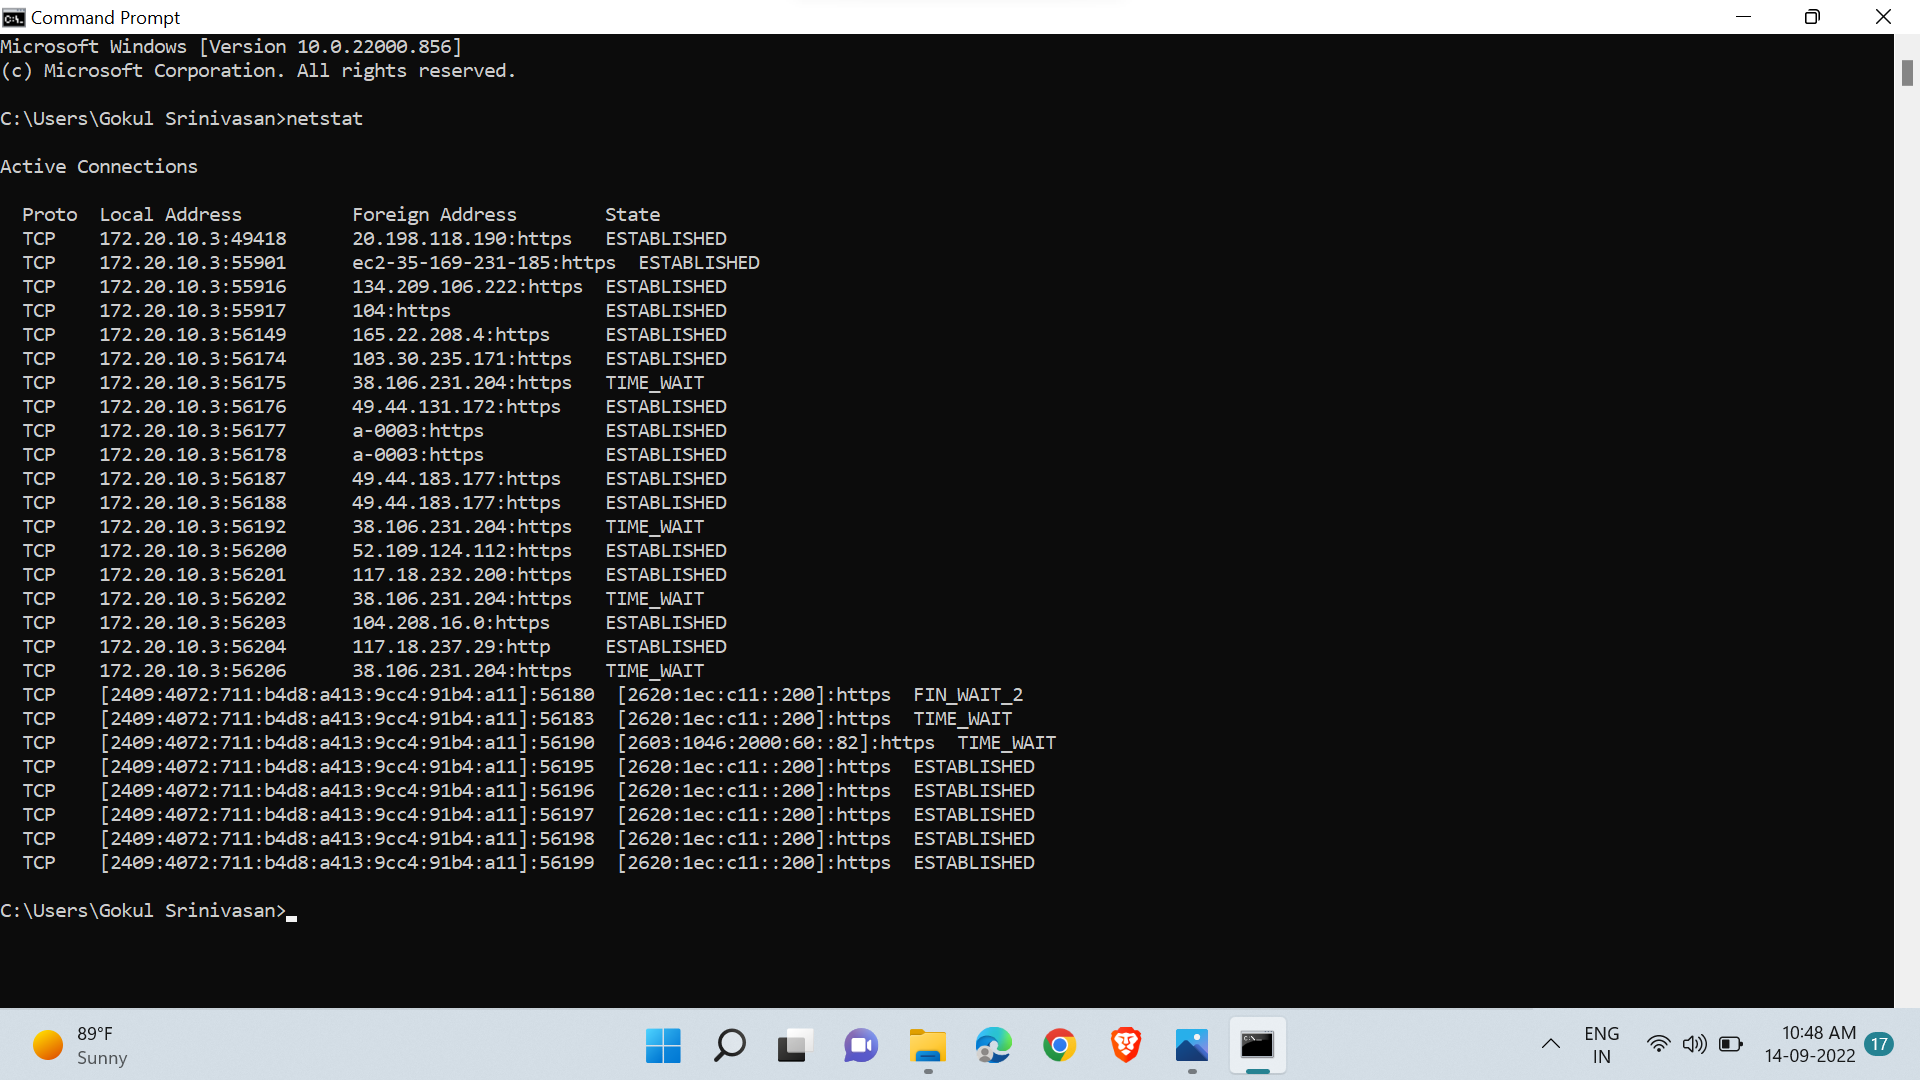 Command Prompt
Microsoft Windows [Version 10.0.22000.856]
(c) Microsoft Corporation. All rights reserved.
C:\Users\Gokul Srinivasan>netstat
Active Connections
Proto  Local Address          Foreign Address        State
TCP    172.20.10.3:49418      20.198.118.190:https   ESTABLISHED
TCP    172.20.10.3:55901      ec2-35-169-231-185:https  ESTABLISHED
TCP    172.20.10.3:55916      134.209.106.222:https  ESTABLISHED
TCP    172.20.10.3:55917      104:https              ESTABLISHED
TCP    172.20.10.3:56149      165.22.208.4:https     ESTABLISHED
TCP    172.20.10.3:56174      103.30.235.171:https   ESTABLISHED
TCP    172.20.10.3:56175      38.106.231.204:https   TIME_WAIT
TCP    172.20.10.3:56176      49.44.131.172:https    ESTABLISHED
TCP    172.20.10.3:56177      a-0003:https           ESTABLISHED
TCP    172.20.10.3:56178      a-0003:https           ESTABLISHED
TCP    172.20.10.3:56187      49.44.183.177:https    ESTABLISHED
TCP    172.20.10.3:56188      49.44.183.177:https    ESTABLISHED
TCP    172.20.10.3:56192      38.106.231.204:https   TIME_WAIT
TCP    172.20.10.3:56200      52.109.124.112:https   ESTABLISHED
TCP    172.20.10.3:56201      117.18.232.200:https   ESTABLISHED
TCP    172.20.10.3:56202      38.106.231.204:https   TIME_WAIT
TCP    172.20.10.3:56203      104.208.16.0:https     ESTABLISHED
TCP    172.20.10.3:56204      117.18.237.29:http     ESTABLISHED
TCP    172.20.10.3:56206      38.106.231.204:https   TIME_WAIT
TCP    [2409:4072:711:b4d8:a413:9cc4:91b4:a11]:56180  [2620:1ec:c11::200]:https  FIN_WAIT_2
TCP    [2409:4072:711:b4d8:a413:9cc4:91b4:a11]:56183  [2620:1ec:c11::200]:https  TIME_WAIT
TCP    [2409:4072:711:b4d8:a413:9cc4:91b4:a11]:56190  [2603:1046:2000:60::82]:https  TIME_WAIT
TCP    [2409:4072:711:b4d8:a413:9cc4:91b4:a11]:56195  [2620:1ec:c11::200]:https  ESTABLISHED
TCP    [2409:4072:711:b4d8:a413:9cc4:91b4:a11]:56196  [2620:1ec:c11::200]:https  ESTABLISHED
TCP    [2409:4072:711:b4d8:a413:9cc4:91b4:a11]:56197  [2620:1ec:c11::200]:https  ESTABLISHED
TCP    [2409:4072:711:b4d8:a413:9cc4:91b4:a11]:56198  [2620:1ec:c11::200]:https  ESTABLISHED
TCP    [2409:4072:711:b4d8:a413:9cc4:91b4:a11]:56199  [2620:1ec:c11::200]:https  ESTABLISHED
C:\Users\Gokul Srinivasan>
89°F
Sunny
ENG
IN
10:48 AM
14-09-2022
17